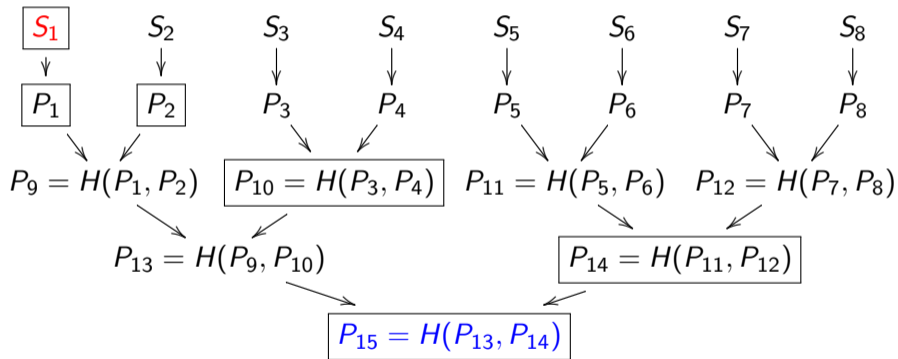 S₁ S₂ S₃ S₄ S₅ S₆ S₇ S₈
P₁ P₂ P₃ P₄ P₅ P₆ P₇ P₈
P₉ = H(P₁, P₂) P₁₀ = H(P₃, P₄) P₁₁ = H(P₅, P₆) P₁₂ = H(P₇, P₈)
P₁₃ = H(P₉, P₁₀) P₁₄ = H(P₁₁, P₁₂)
P₁₅ = H(P₁₃, P₁₄)